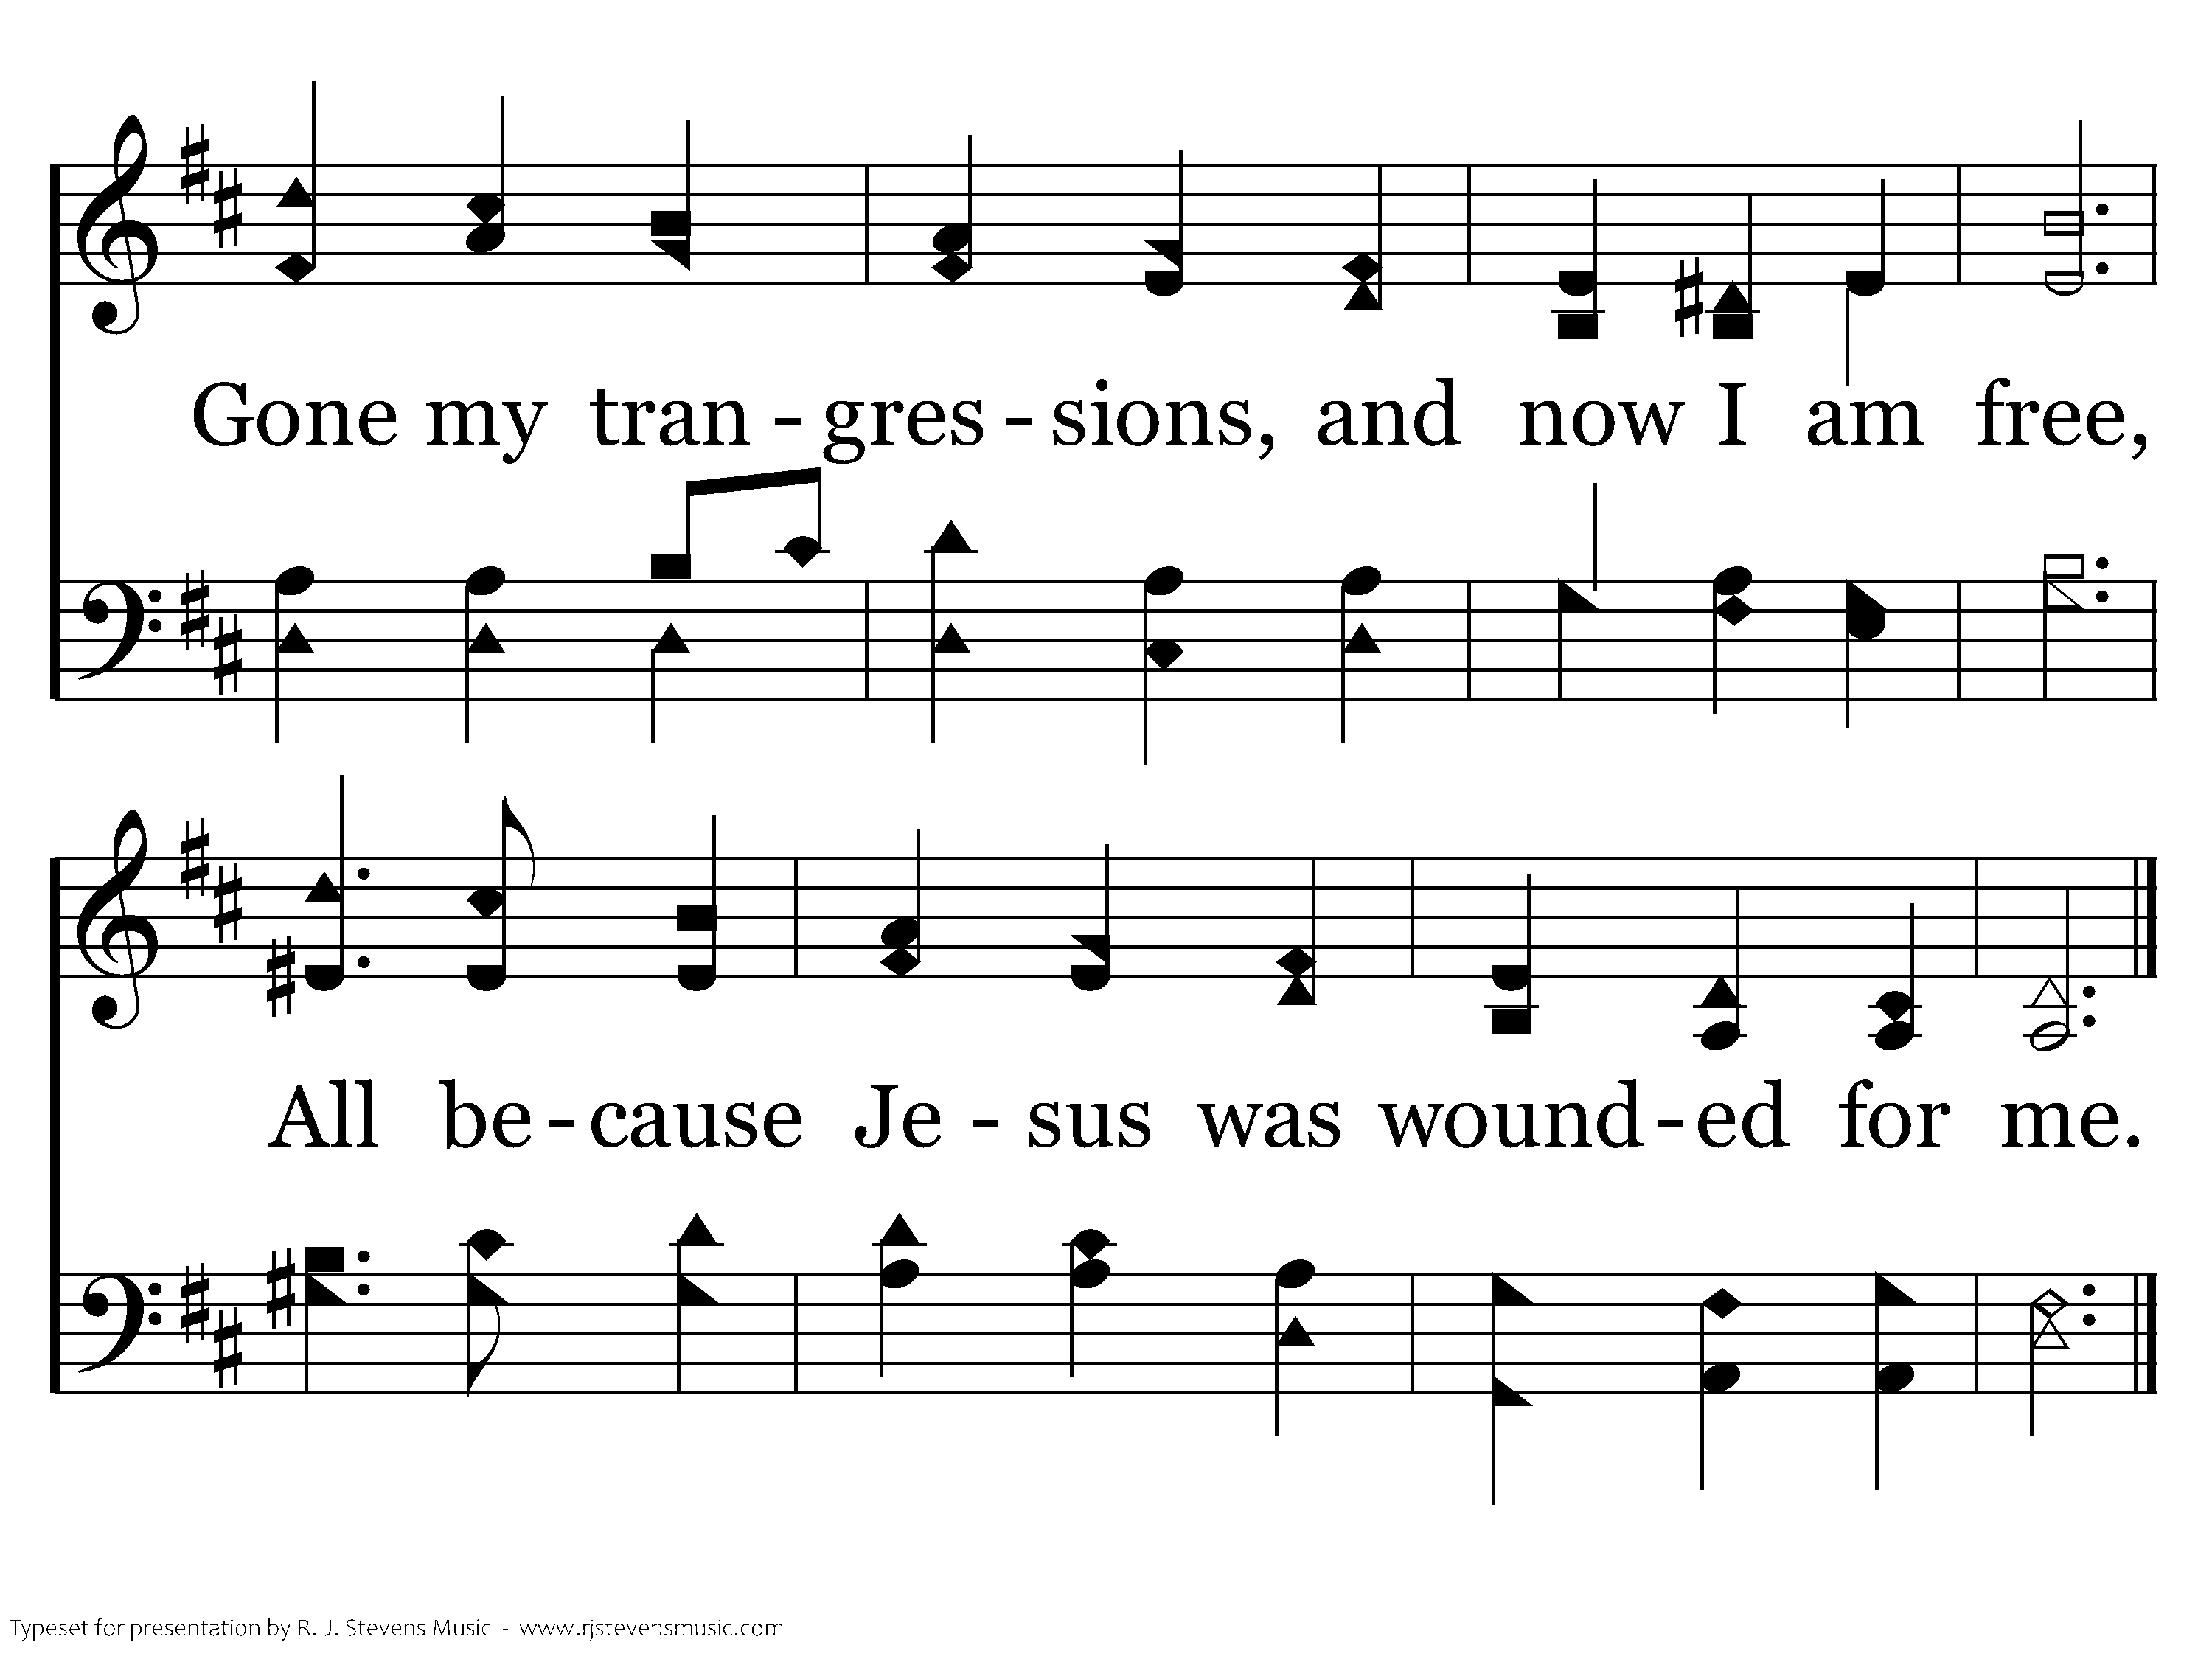 Gone my tran - gres - sions, and now I am free,
All be - cause Je - sus was wound - ed for me.
Typeset for presentation by R. J. Stevens Music - www.rjstevensmusic.com